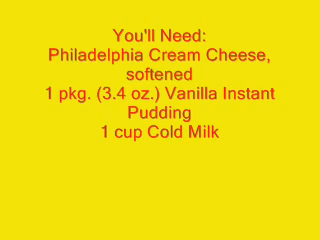 You'll Need:
Philadelphia Cream Cheese,
softened
1 pkg. (3.4 oz.) Vanilla Instant
Pudding
1 cup Cold Milk